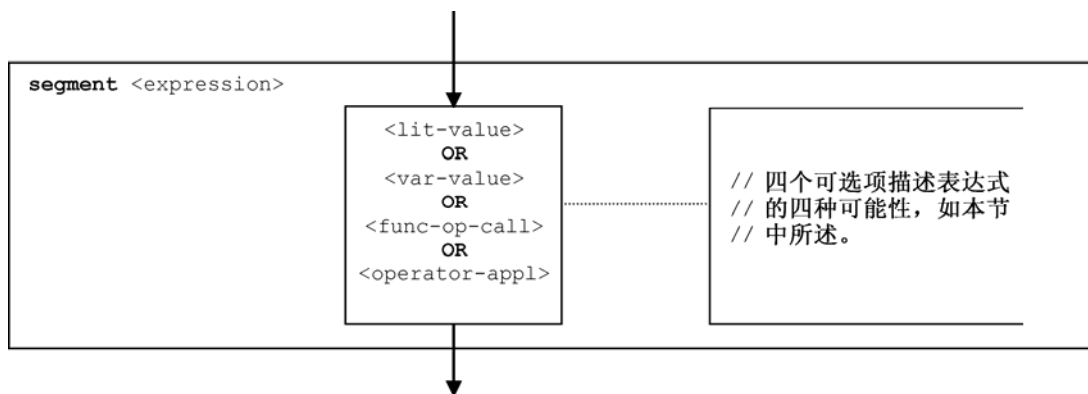 segment <expression>
<lit-value>
OR
<var-value>
OR
<func-op-call>
OR
<operator-appl>
// 四个可选项描述表达式
// 的四种可能性，如本节
// 中所述。